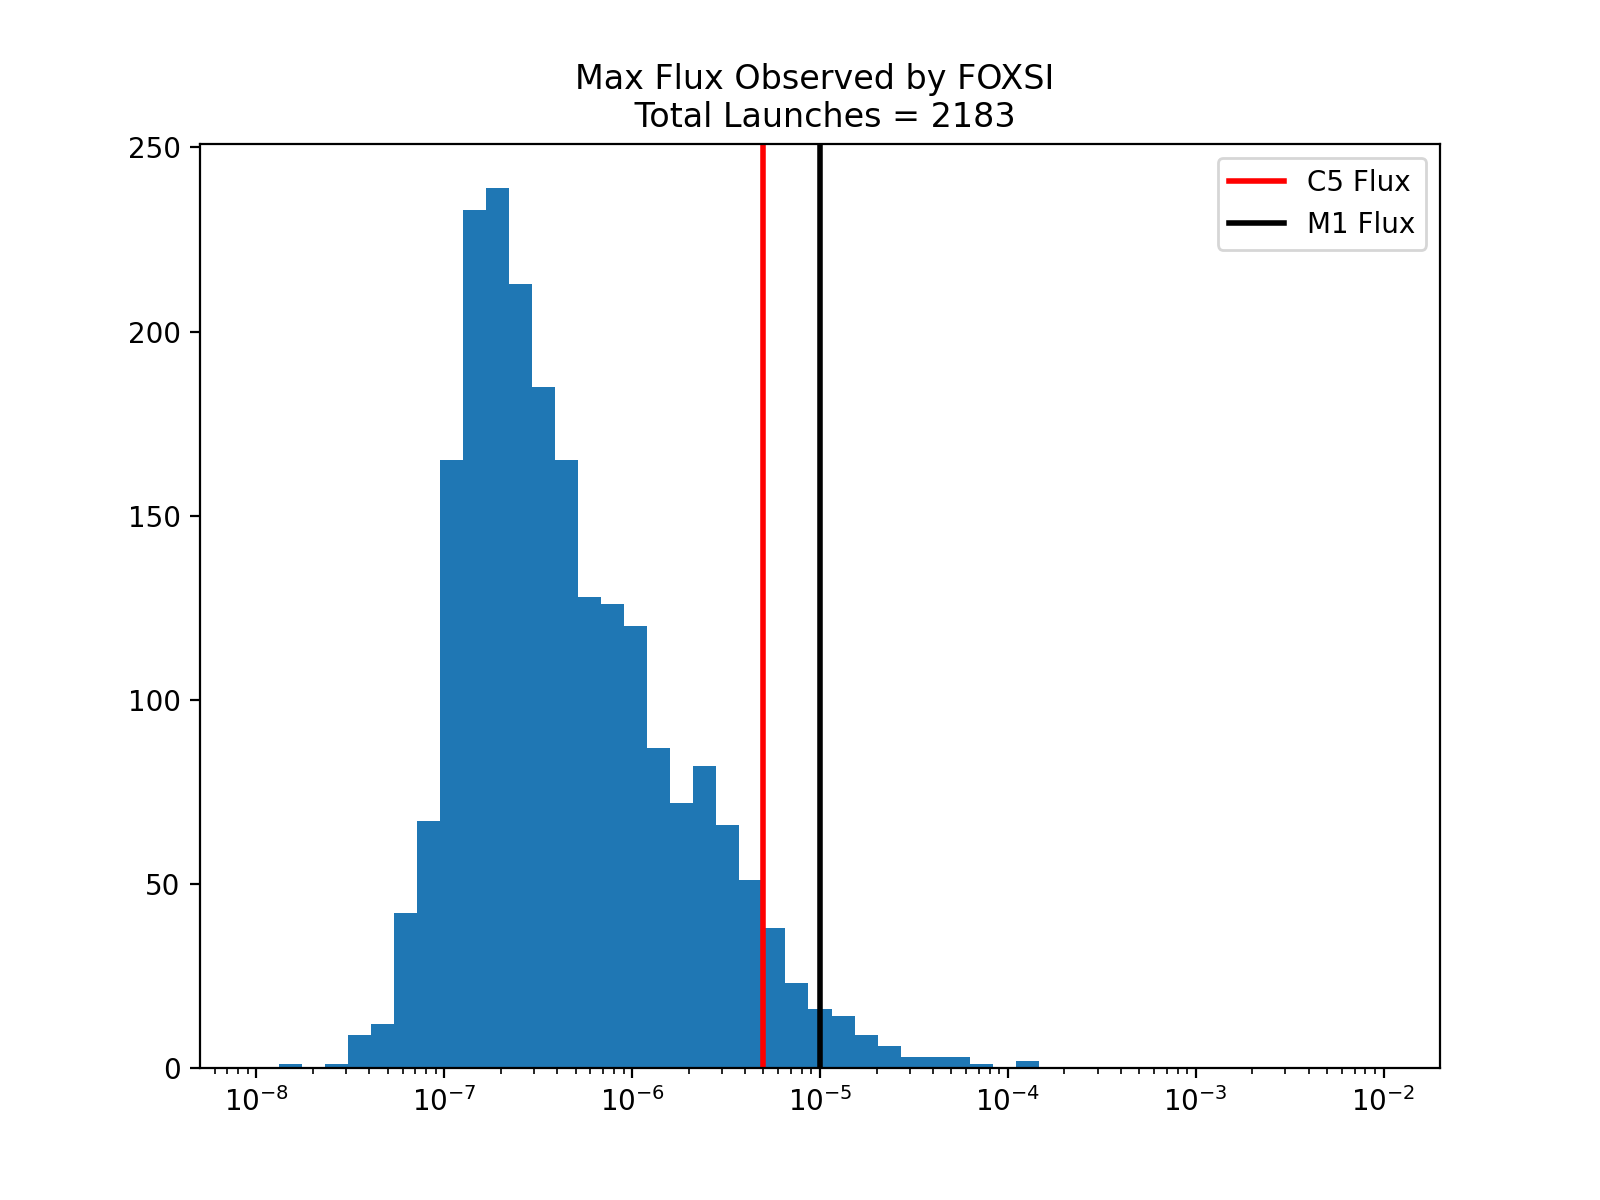 Max Flux Observed by FOXSI
Total Launches = 2183
C5 Flux
M1 Flux
250
200
150
100
50
0
10⁻⁸ 10⁻⁷ 10⁻⁶ 10⁻⁵ 10⁻⁴ 10⁻³ 10⁻²